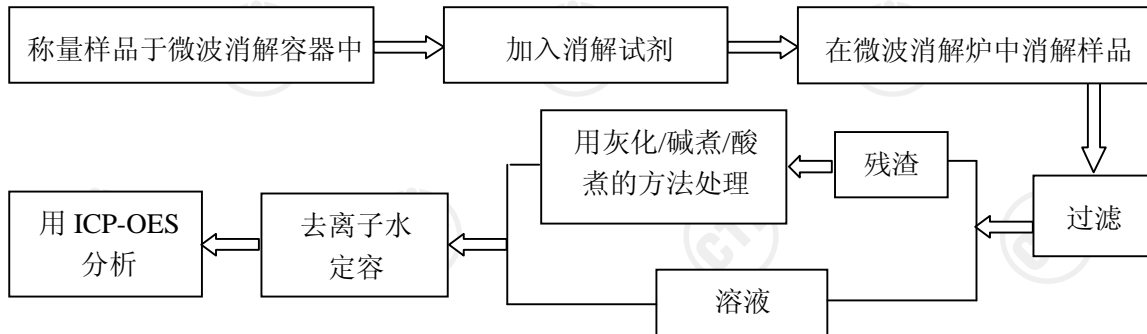 称量样品于微波消解容器中
加入消解试剂
在微波消解炉中消解样品
过滤
残渣
用灰化/碱煮/酸
煮的方法处理
溶液
去离子水
定容
用 ICP-OES
分析